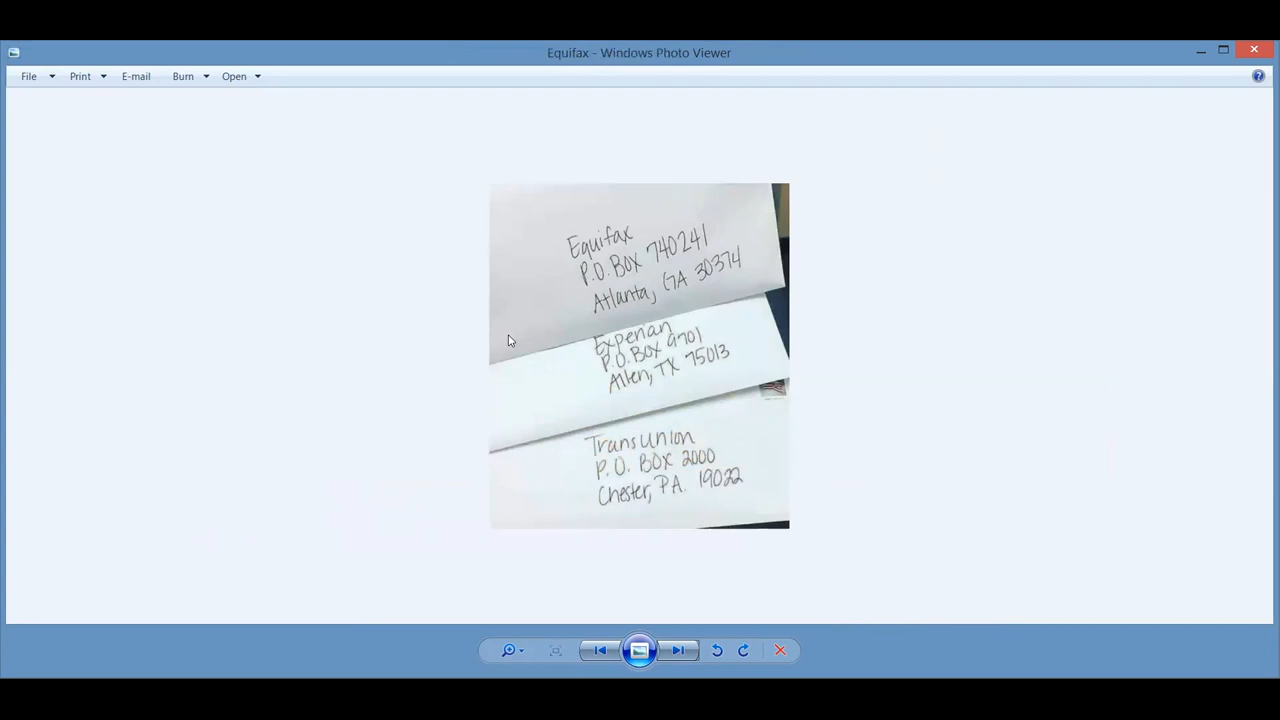 Equifax - Windows Photo Viewer
File Print E-mail Burn Open
Equifax
P.O. Box 740241
Atlanta, GA 30374
Experian
P.O. Box 9701
Allen, TX 75013
TransUnion
P.O. BOX 2000
Chester, PA. 19022